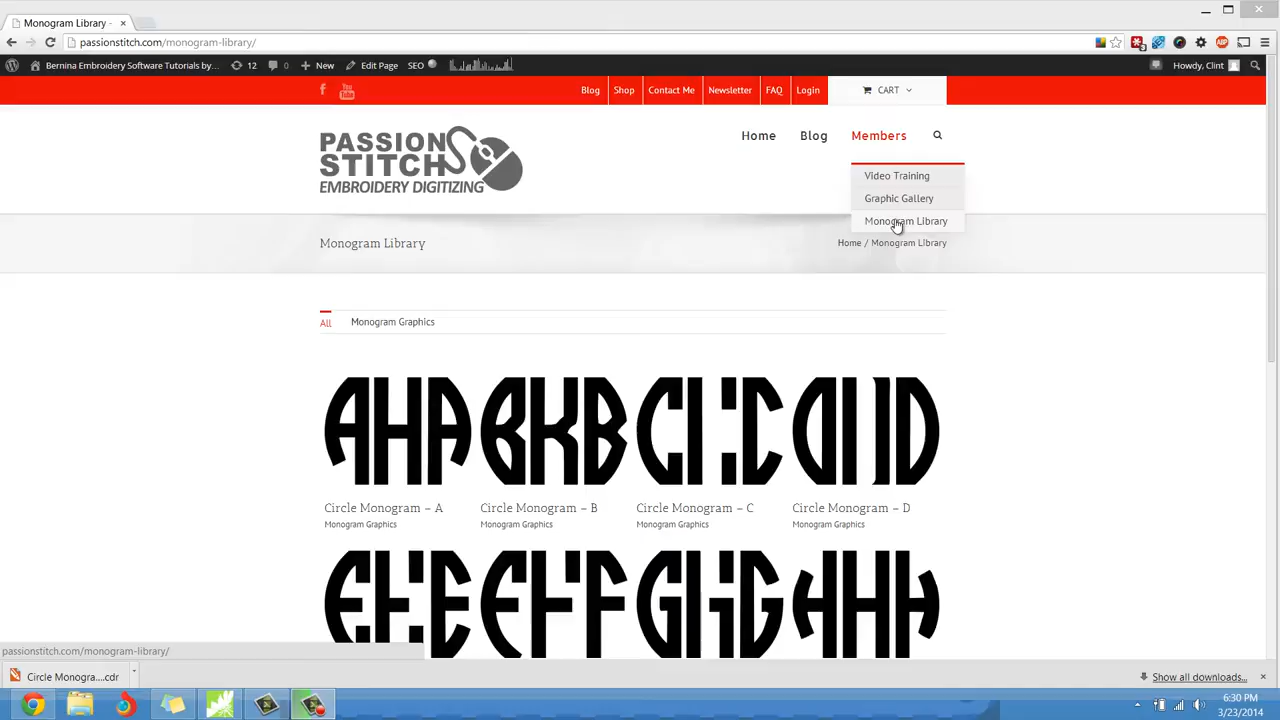 Monogram Library -
passionstitch.com/monogram-library/
Bernina Embroidery Software Tutorials by... 12 0 New Edit Page SEO Howdy, Clint
Blog Shop Contact Me Newsletter FAQ Login CART
PASSION
STITCH
EMBROIDERY DIGITIZING
Home Blog Members
Video Training
Graphic Gallery
Monogram Library
Monogram Library
Home / Monogram Library
All Monogram Graphics
AHA BKB CIC DID
Circle Monogram – A Circle Monogram – B Circle Monogram – C Circle Monogram – D
Monogram Graphics Monogram Graphics Monogram Graphics Monogram Graphics
passionstitch.com/monogram-library/
Circle Monogra....cdr
Show all downloads...
6:30 PM
3/23/2014